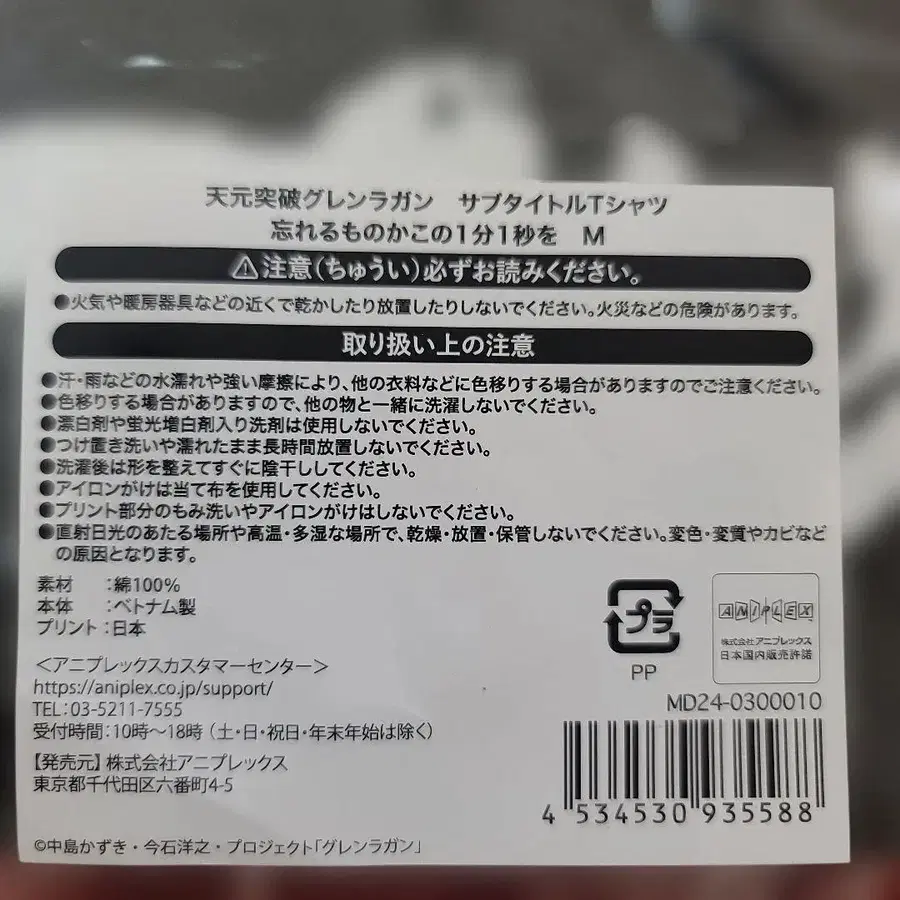 天元突破グレンラガン　サブタイトルTシャツ
忘れるものかこの1分1秒を　M
⚠注意(ちゅうい)必ずお読みください。
●火気や暖房器具などの近くで乾かしたり放置したりしないでください。火災などの危険があります。
取り扱い上の注意
●汗・雨などの水濡れや強い摩擦により、他の衣料などに色移りする場合がありますのでご注意ください。
●色移りする場合がありますので、他の物と一緒に洗濯しないでください。
●漂白剤や蛍光増白剤入り洗剤は使用しないでください。
●つけ置き洗いや濡れたまま長時間放置しないでください。
●洗濯後は形を整えてすぐに陰干ししてください。
●アイロンがけは当て布を使用してください。
●プリント部分のもみ洗いやアイロンがけはしないでください。
●直射日光のあたる場所や高温・多湿な場所で、乾燥・放置・保管しないでください。変色・変質やカビなど
の原因となります。
素材　：綿100%
本体　：ベトナム製
プリント：日本
プラ
PP
ANIPLEX
株式会社アニプレックス
日本国内販売許諾
＜アニプレックスカスタマーセンター＞
https://aniplex.co.jp/support/
TEL：03-5211-7555
受付時間：10時～18時（土・日・祝日・年末年始は除く）
【発売元】株式会社アニプレックス
東京都千代田区六番町4-5
MD24-0300010
4 534530 935588
©中島かずき・今石洋之・プロジェクト「グレンラガン」